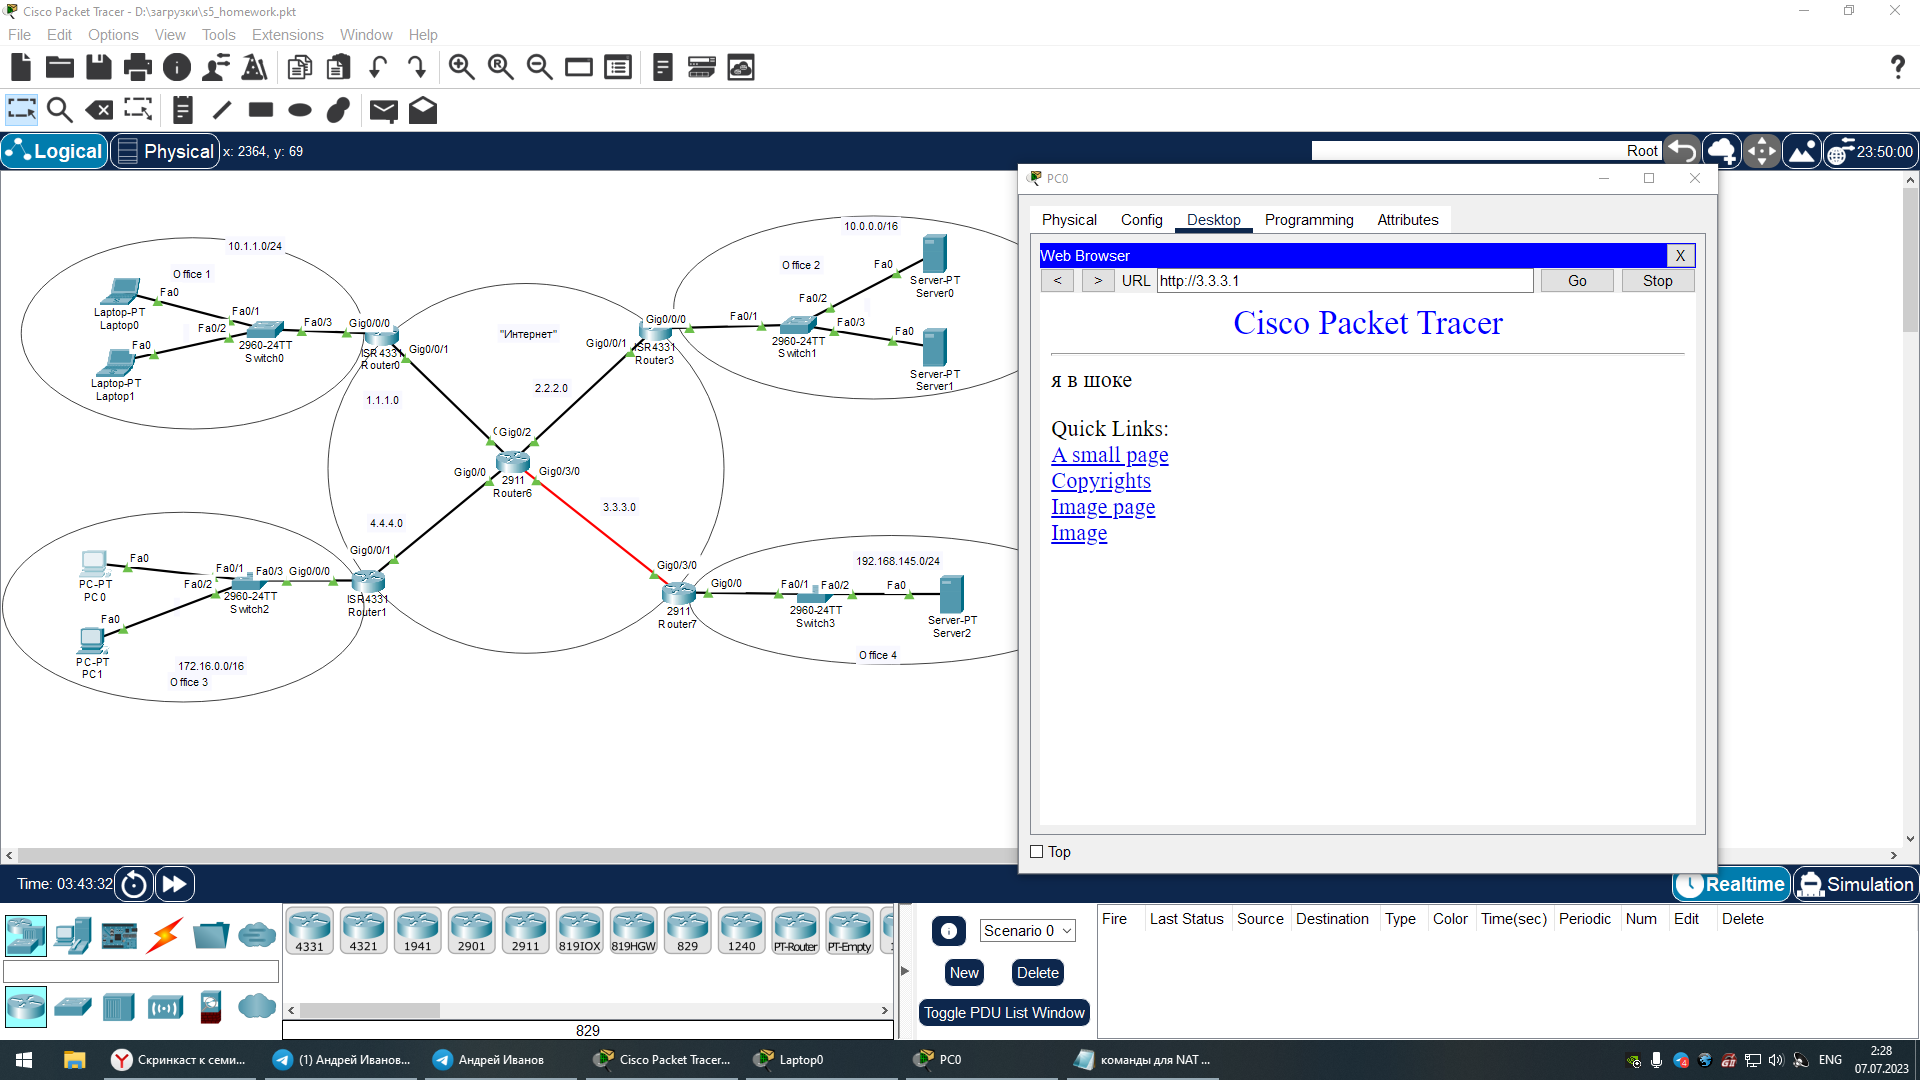 Cisco Packet Tracer - D:\загрузки\s5_homework.pkt
File Edit Options View Tools Extensions Window Help
Logical Physical x: 2364, y: 69 Root 23:50:00
PC0
Physical Config Desktop Programming Attributes
Web Browser X
< > URL http://3.3.3.1 Go Stop
Cisco Packet Tracer
я в шоке
Quick Links:
A small page
Copyrights
Image page
Image
Top
10.1.1.0/24
Office 1
Fa0
Laptop-PT
Laptop0
Fa0/1
Fa0/2
Fa0/3
2960-24TT
Switch0
Fa0
Laptop-PT
Laptop1
Gig0/0/0
ISR4331
Router0
Gig0/0/1
1.1.1.0
"Интернет"
10.0.0.0/16
Office 2
Gig0/0/0
Gig0/0/1
ISR4331
Router3
2.2.2.0
Fa0/1
Fa0/2
Fa0/3
2960-24TT
Switch1
Fa0
Server-PT
Server0
Fa0
Server-PT
Server1
Gig0/2
Gig0/0
Gig0/3/0
2911
Router6
3.3.3.0
4.4.4.0
Fa0
PC-PT
PC0
Fa0/1
Fa0/2
Fa0/3
2960-24TT
Switch2
Fa0
PC-PT
PC1
Gig0/0/0
Gig0/0/1
ISR4331
Router1
172.16.0.0/16
Office 3
192.168.145.0/24
Gig0/3/0
Gig0/0
2911
Router7
Fa0/1
Fa0/2
2960-24TT
Switch3
Fa0
Server-PT
Server2
Office 4
Time: 03:43:32 Realtime Simulation
4331 4321 1941 2901 2911 819IOX 819HGW 829 1240 PT-Router PT-Empty
829
Scenario 0
New Delete
Toggle PDU List Window
Fire Last Status Source Destination Type Color Time(sec) Periodic Num Edit Delete
Скринкаст к семи... (1) Андрей Иванов... Андрей Иванов Cisco Packet Tracer... Laptop0 PC0 команды для NAT ... ENG
2:28
07.07.2023